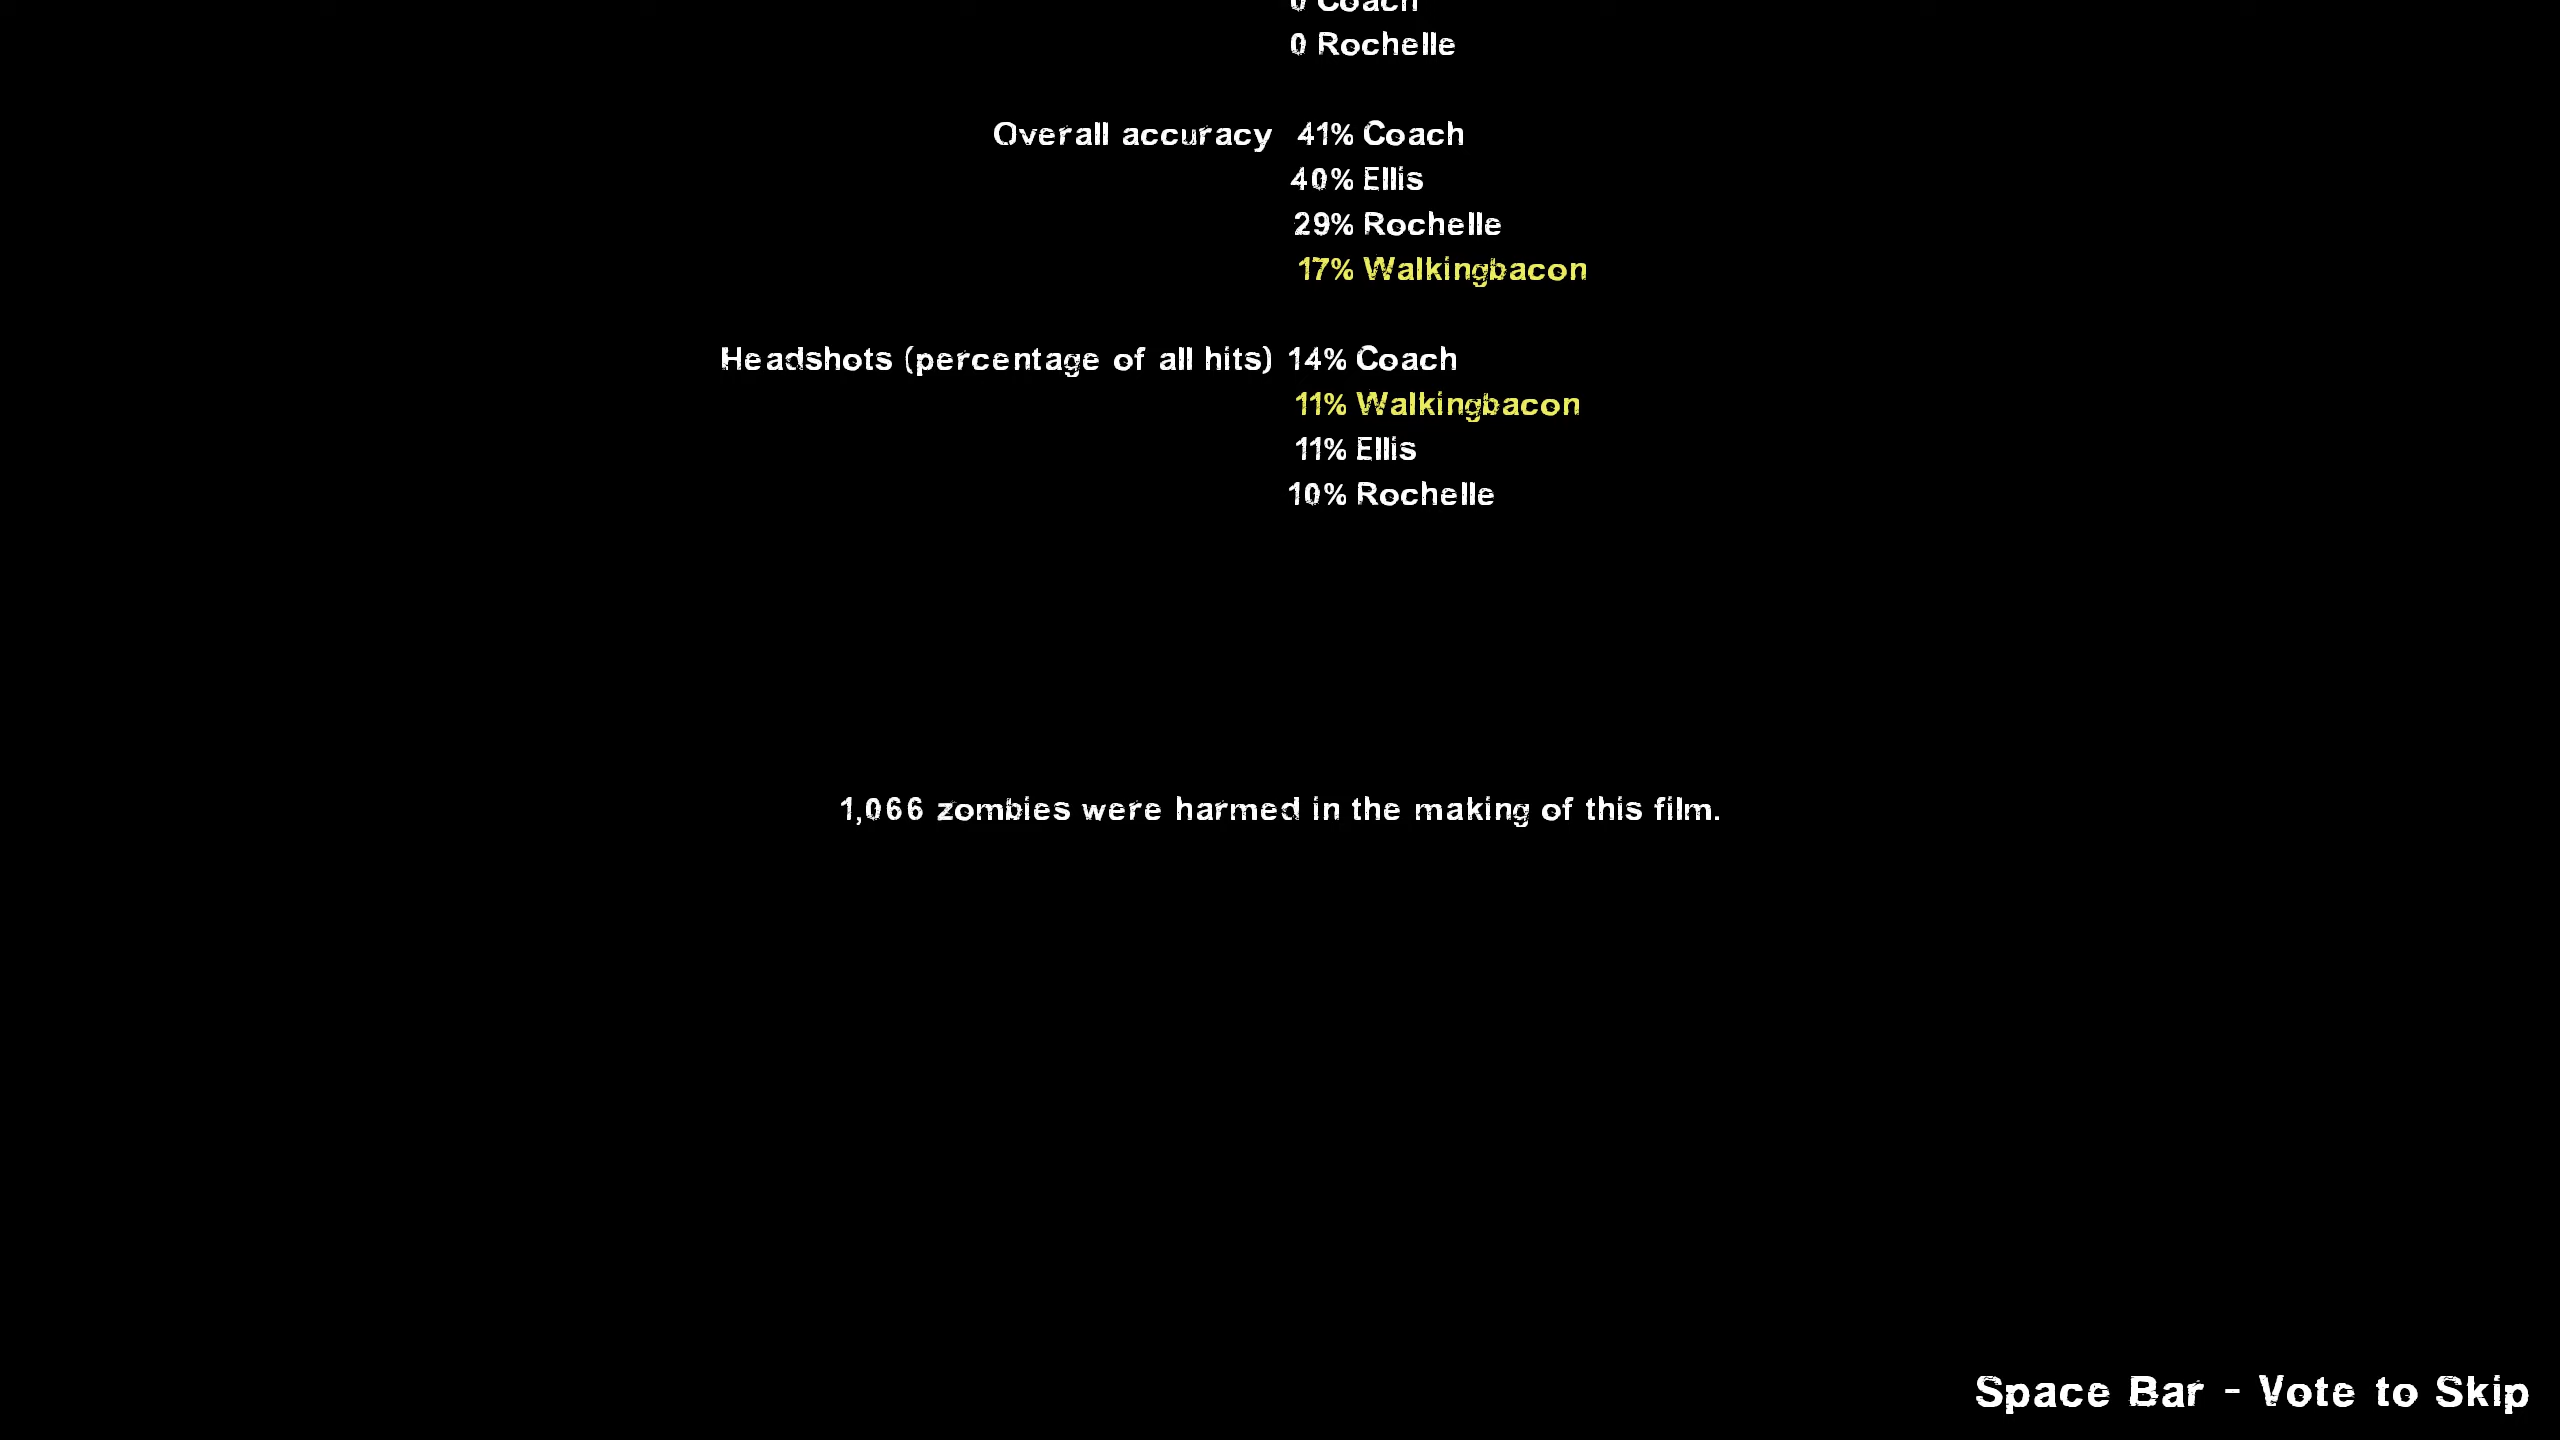 0 Coach
0 Rochelle
Overall accuracy 41% Coach
40% Ellis
29% Rochelle
17% Walkingbacon
Headshots (percentage of all hits) 14% Coach
11% Walkingbacon
11% Ellis
10% Rochelle
1,066 zombies were harmed in the making of this film.
Space Bar - Vote to Skip